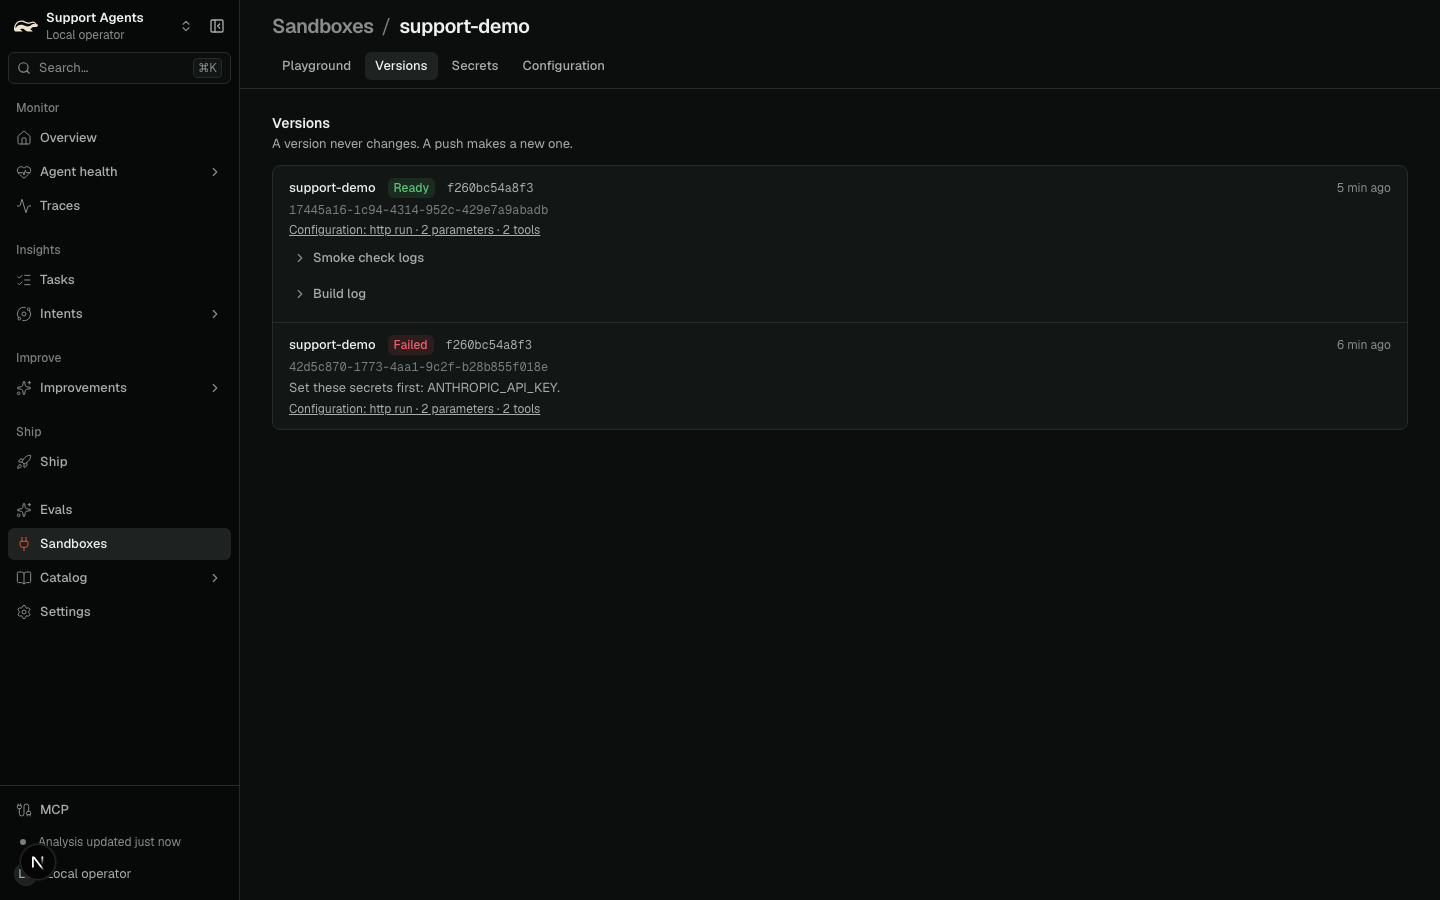 Support Agents
Local operator
Search...
⌘K
Monitor
Overview
Agent health
Traces
Insights
Tasks
Intents
Improve
Improvements
Ship
Ship
Evals
Sandboxes
Catalog
Settings
MCP
Analysis updated just now
N
Local operator
Sandboxes / support-demo
Playground
Versions
Secrets
Configuration
Versions
A version never changes. A push makes a new one.
support-demo Ready f260bc54a8f3 5 min ago
17445a16-1c94-4314-952c-429e7a9abadb
Configuration: http run · 2 parameters · 2 tools
Smoke check logs
Build log
support-demo Failed f260bc54a8f3 6 min ago
42d5c870-1773-4aa1-9c2f-b28b855f018e
Set these secrets first: ANTHROPIC_API_KEY.
Configuration: http run · 2 parameters · 2 tools